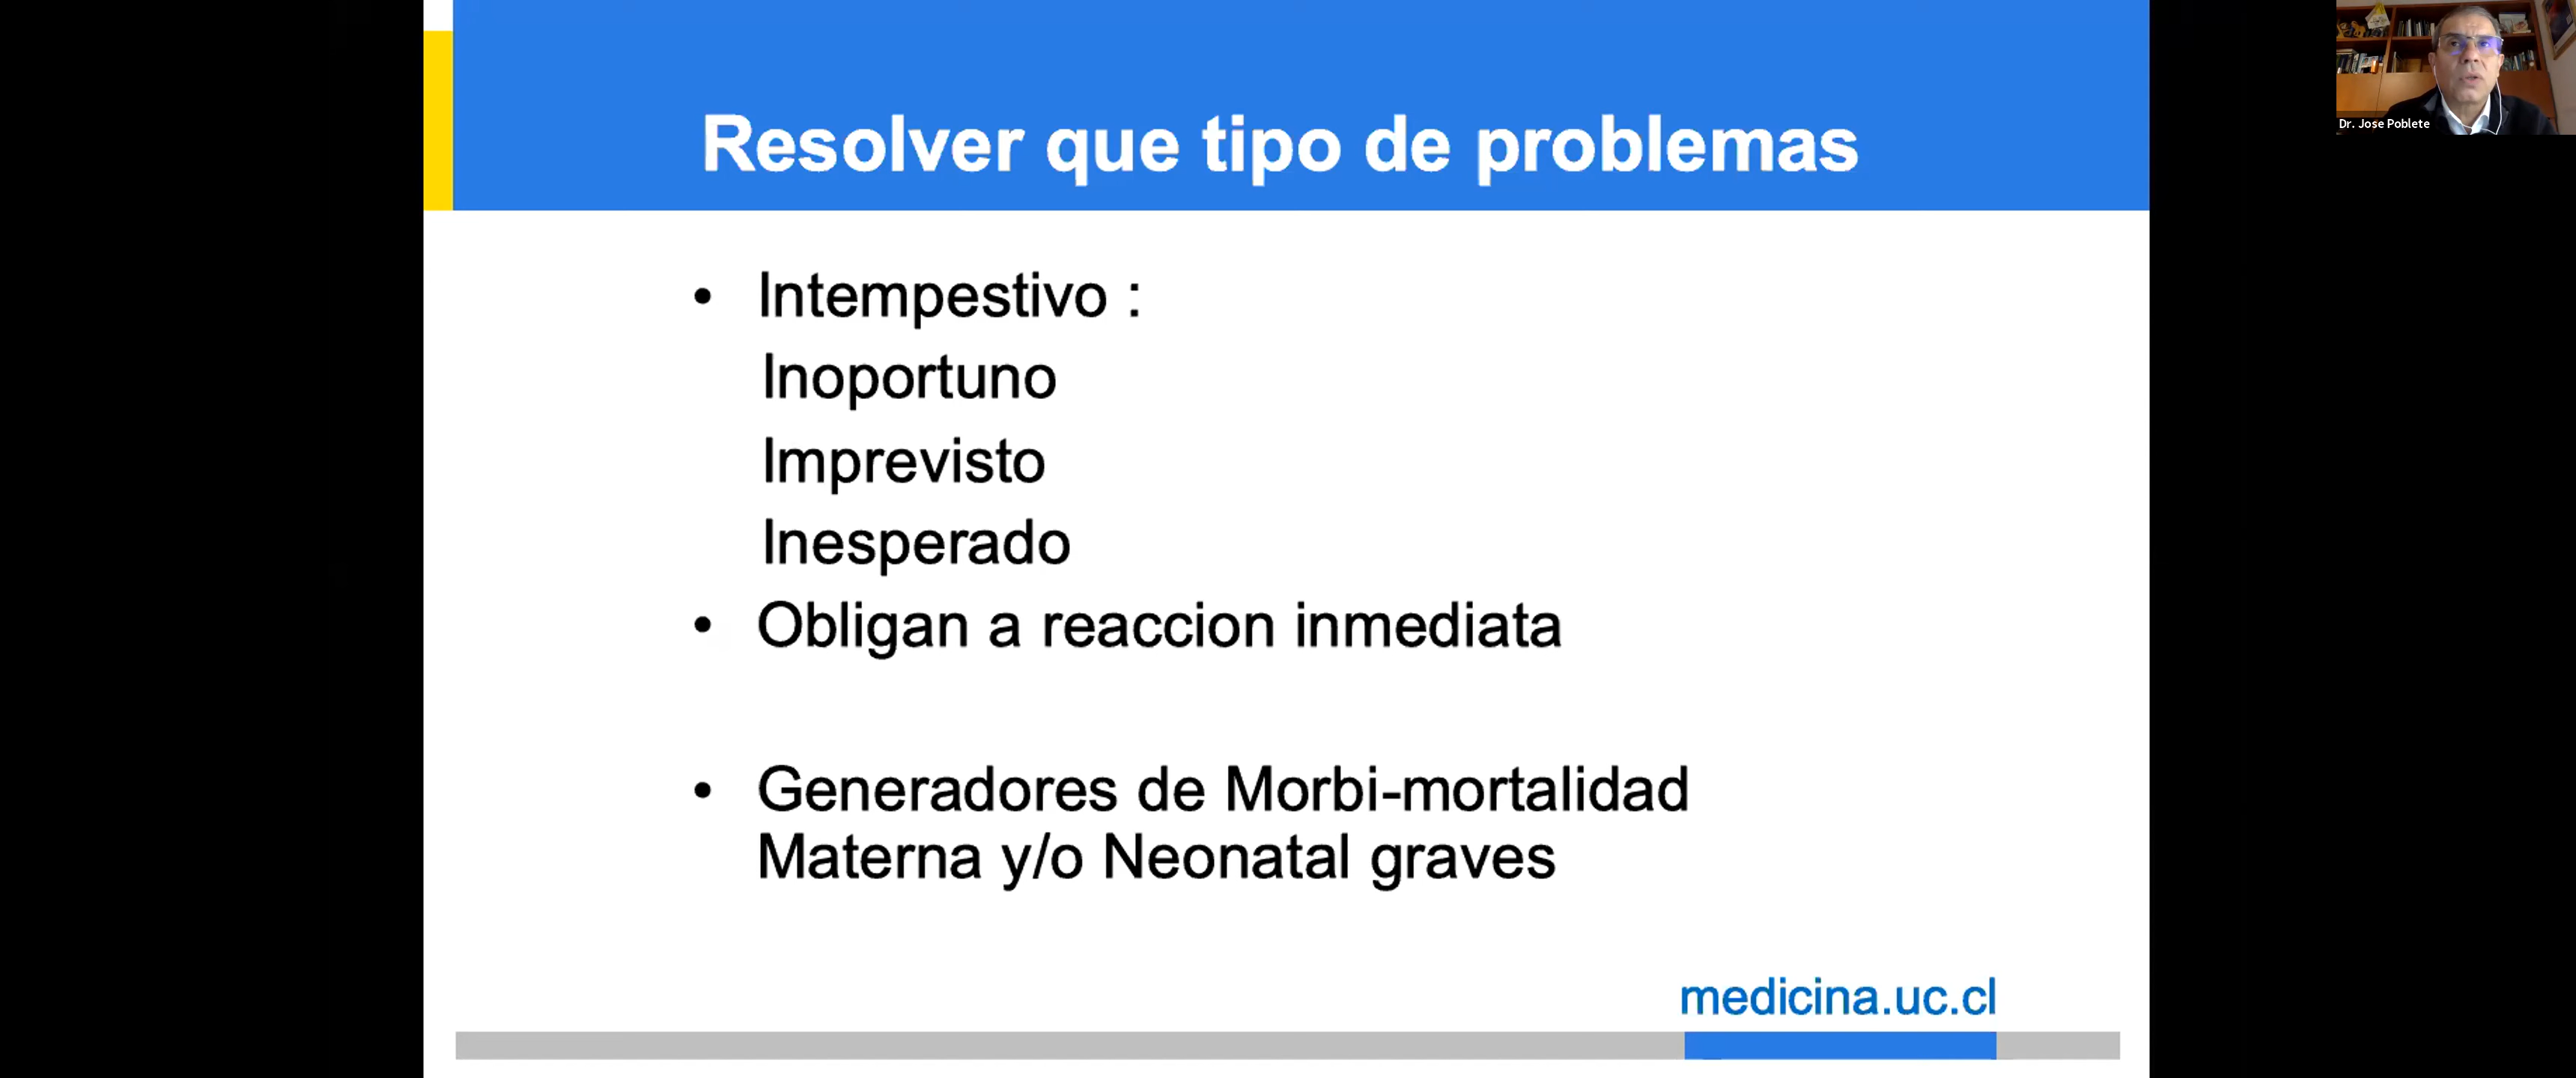 Resolver que tipo de problemas
• Intempestivo :
Inoportuno
Imprevisto
Inesperado
• Obligan a reaccion inmediata
• Generadores de Morbi-mortalidad
Materna y/o Neonatal graves
medicina.uc.cl
Dr. Jose Poblete